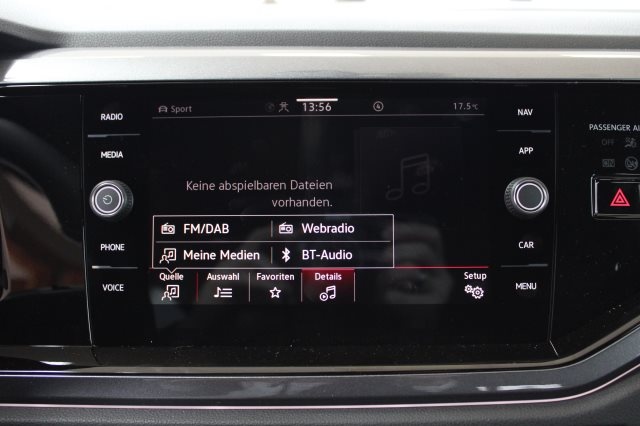 RADIO
MEDIA
PHONE
VOICE
Sport
13:56
4
17.5°C
Keine abspielbaren Dateien
vorhanden.
FM/DAB
Webradio
Meine Medien
BT-Audio
Quelle
Auswahl
Favoriten
Details
Setup
NAV
APP
CAR
MENU
PASSENGER AI
OFF